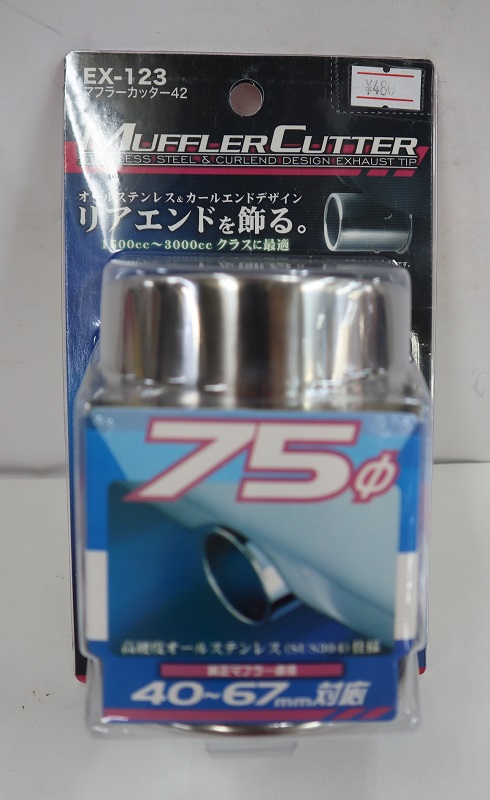 EX-123
マフラーカッター42
¥480
MUFFLER CUTTER
STAINLESS STEEL & CURLEND DESIGN EXHAUST TIP
オールステンレス&カールエンドデザイン
リアエンドを飾る。
1500cc〜3000cc クラスに最適
75φ
高硬度オールステンレス(SUS304)仕様
純正マフラー直径
40〜67mm対応